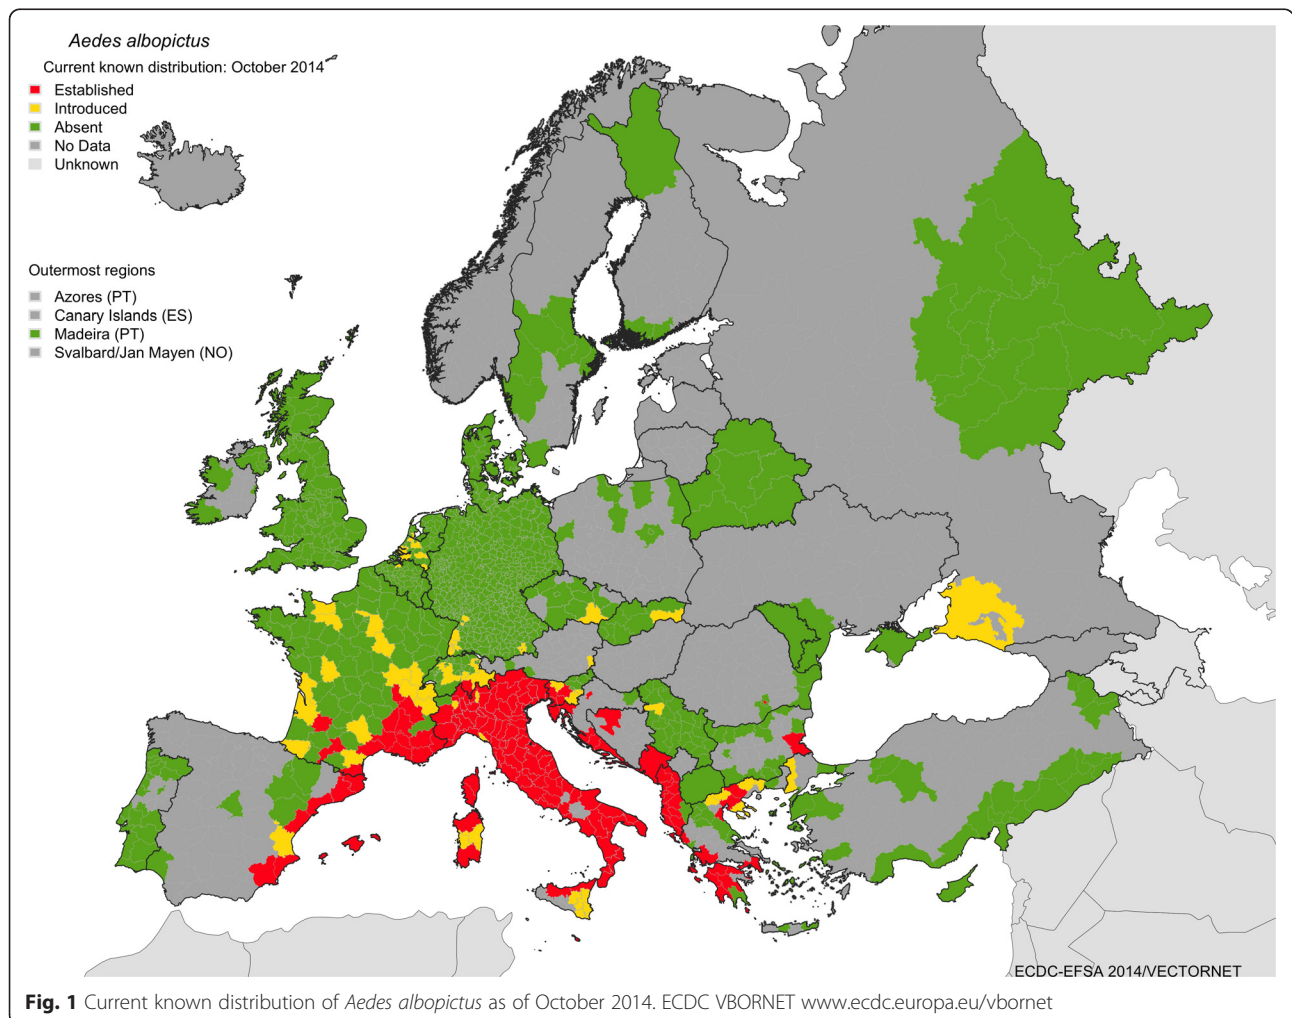 Aedes albopictus
Current known distribution: October 2014
Established
Introduced
Absent
No Data
Unknown
Outermost regions
Azores (PT)
Canary Islands (ES)
Madeira (PT)
Svalbard/Jan Mayen (NO)
ECDC-EFSA 2014/VECTORNET
Fig. 1 Current known distribution of Aedes albopictus as of October 2014. ECDC VBORNET www.ecdc.europa.eu/vbornet